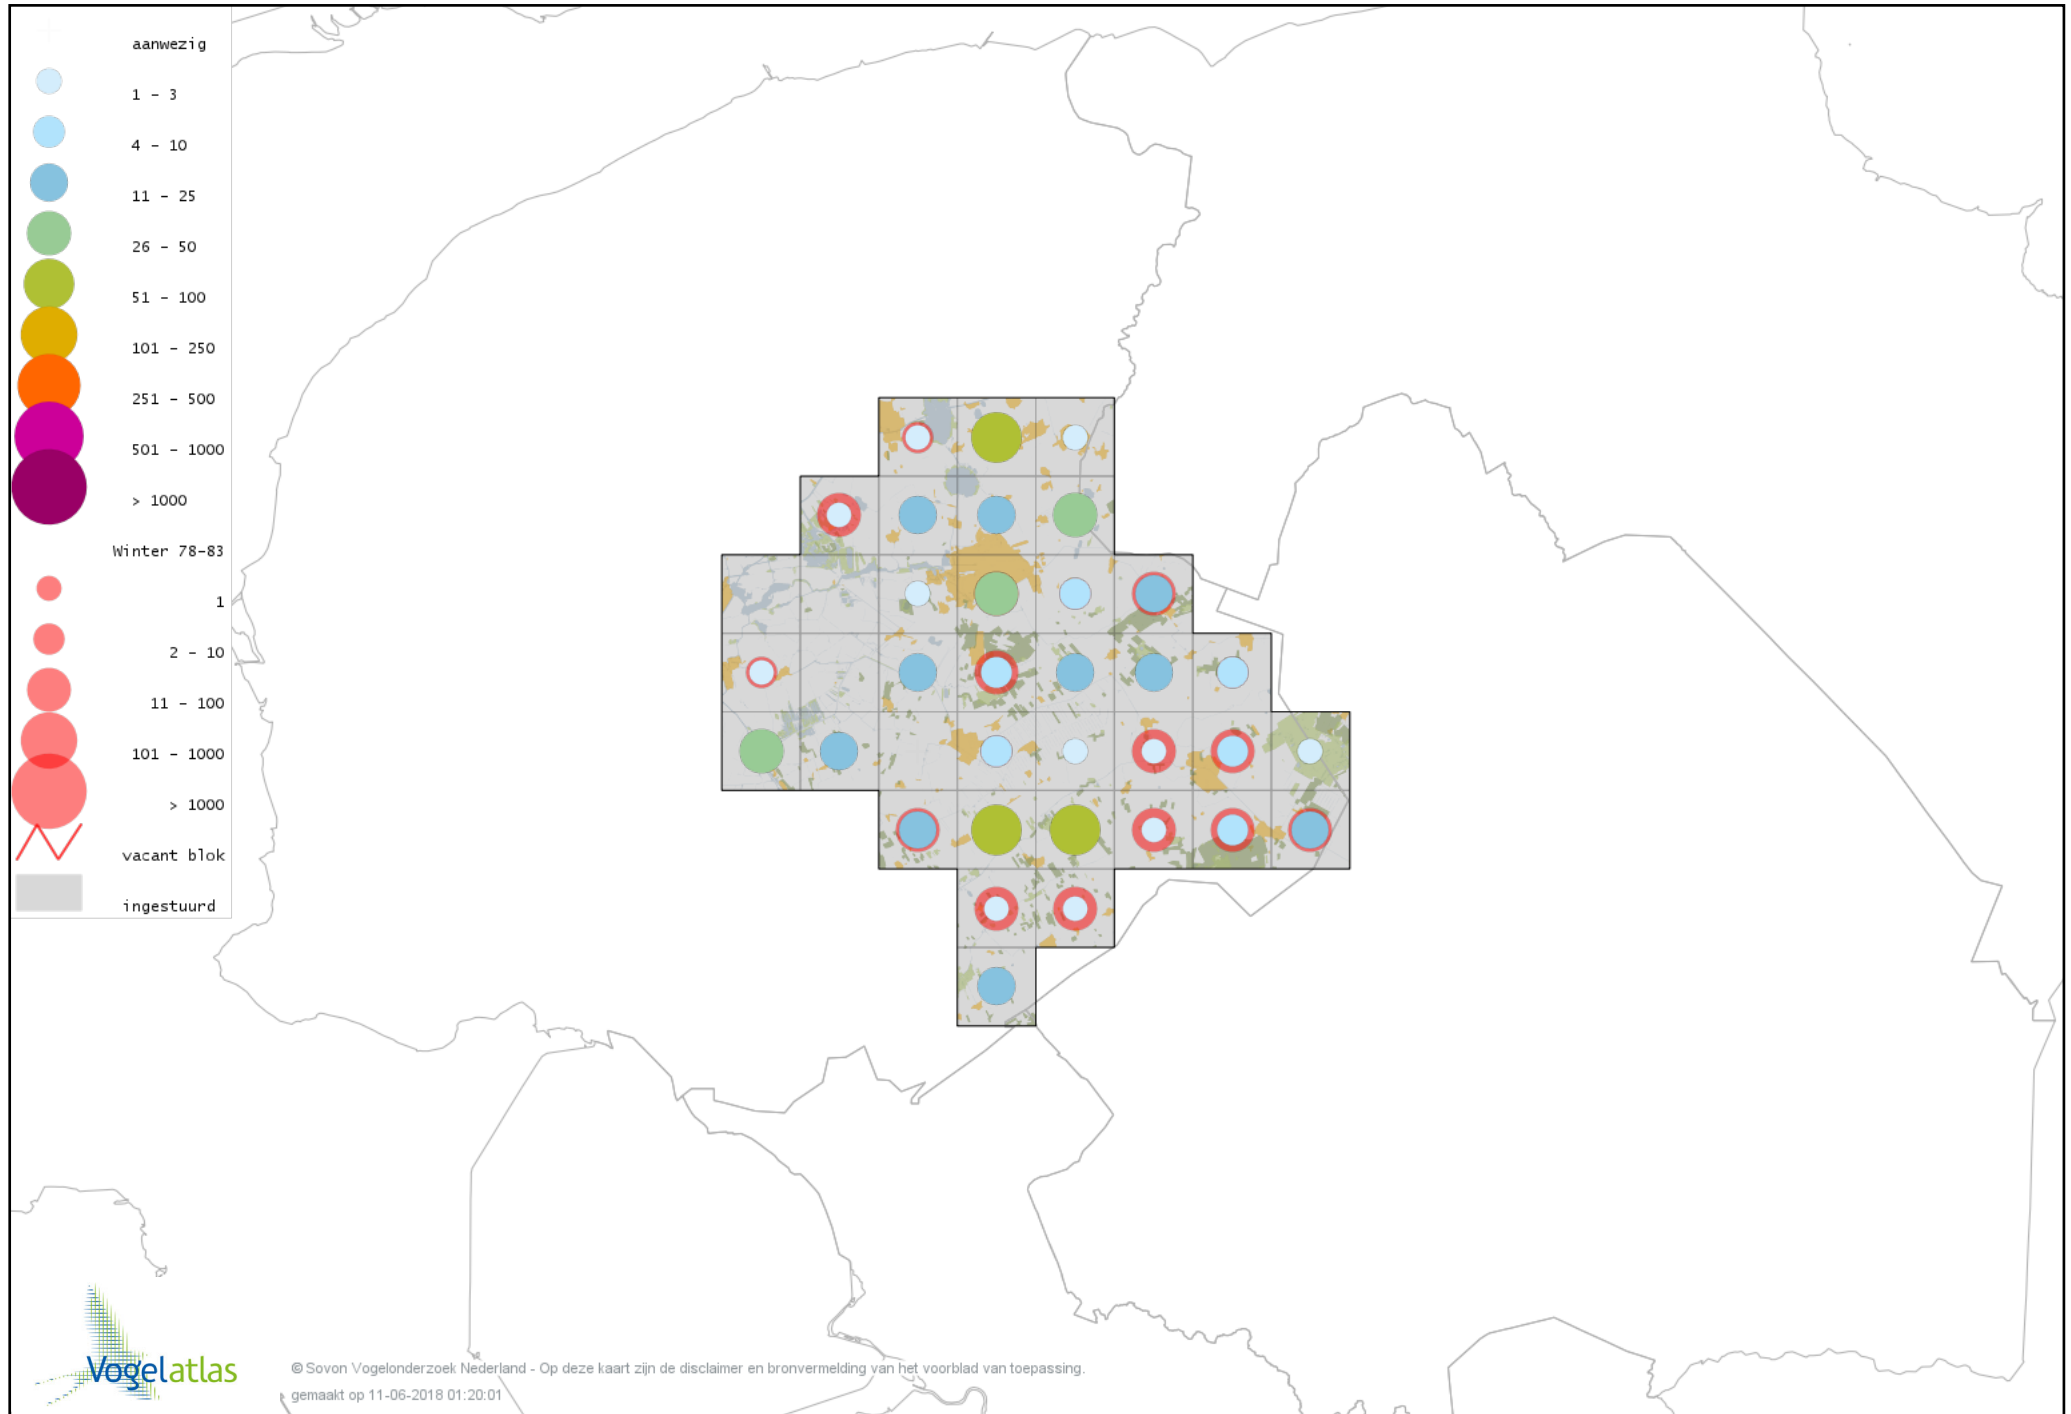 aanwezig
1 - 3
4 - 10
11 - 25
26 - 50
51 - 100
101 - 250
251 - 500
501 - 1000
> 1000
Winter 78-83
1
2 - 10
11 - 100
101 - 1000
> 1000
vacant blok
ingestuurd
Vogelatlas
© Sovon Vogelonderzoek Nederland - Op deze kaart zijn de disclaimer en bronvermelding van het voorblad van toepassing.
gemaakt op 11-06-2018 01:20:01